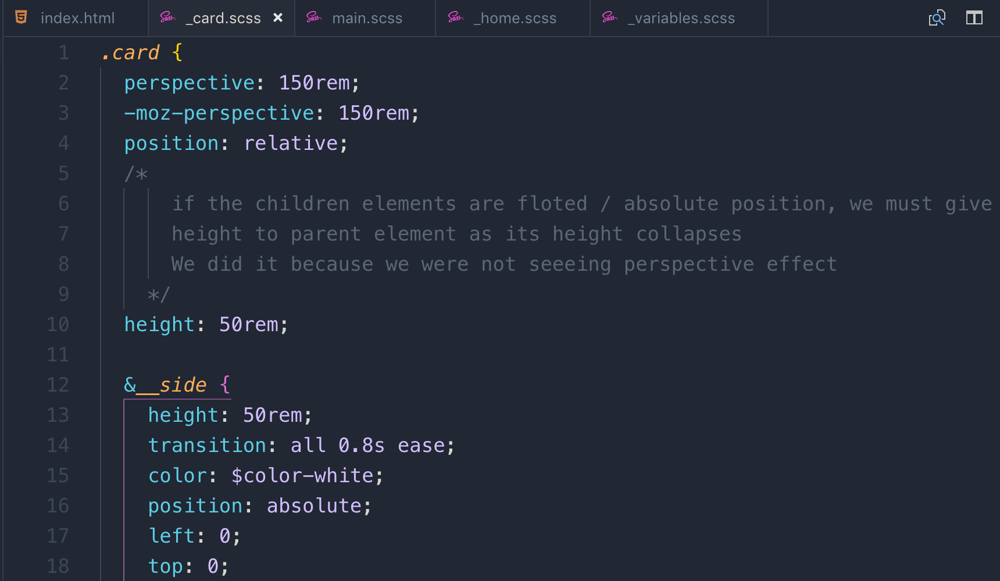 index.html _card.scss × main.scss _home.scss _variables.scss
1 .card {
2 perspective: 150rem;
3 -moz-perspective: 150rem;
4 position: relative;
5 /*
6 if the children elements are floted / absolute position, we must give
7 height to parent element as its height collapses
8 We did it because we were not seeeing perspective effect
9 */
10 height: 50rem;
11
12 &__side {
13 height: 50rem;
14 transition: all 0.8s ease;
15 color: $color-white;
16 position: absolute;
17 left: 0;
18 top: 0;